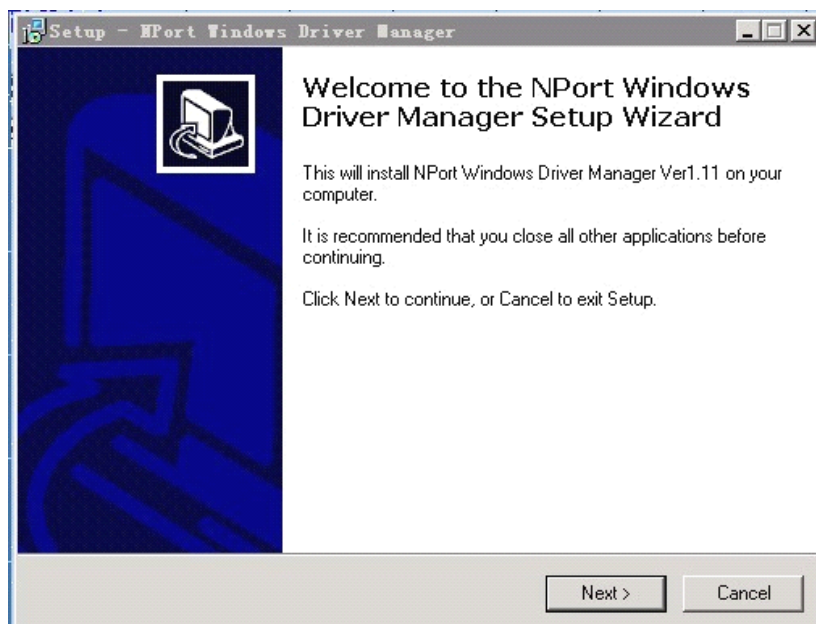 Setup - NPort Windows Driver Manager
Welcome to the NPort Windows
Driver Manager Setup Wizard
This will install NPort Windows Driver Manager Ver1.11 on your
computer.
It is recommended that you close all other applications before
continuing.
Click Next to continue, or Cancel to exit Setup.
Next >
Cancel